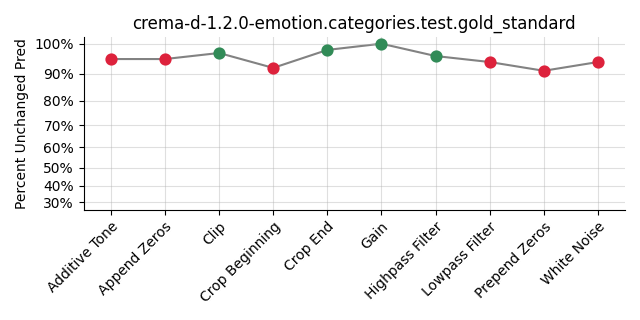 crema-d-1.2.0-emotion.categories.test.gold_standard
Percent Unchanged Pred
100%
90%
80%
70%
60%
50%
40%
30%
Additive Tone
Append Zeros
Clip
Crop Beginning
Crop End
Gain
Highpass Filter
Lowpass Filter
Prepend Zeros
White Noise